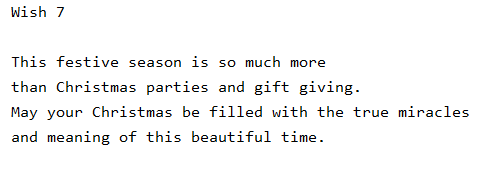 Wish 7
This festive season is so much more
than Christmas parties and gift giving.
May your Christmas be filled with the true miracles
and meaning of this beautiful time.